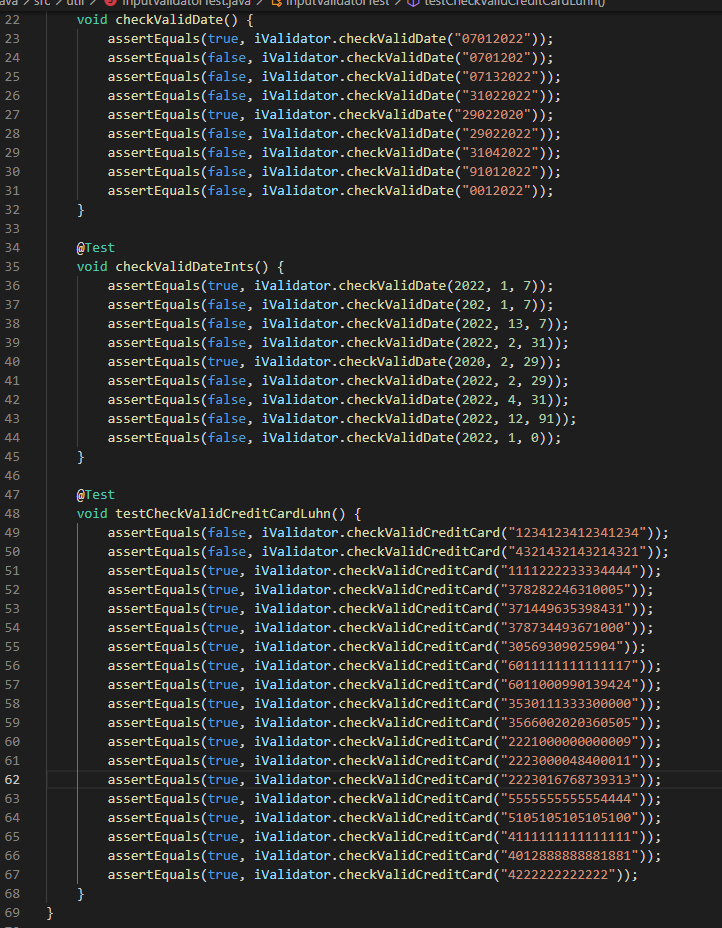 ava > src > util > InputValidatorTest.java > InputValidatorTest > testCheckValidCreditCardLuhn()
22 void checkValidDate() {
23 assertEquals(true, iValidator.checkValidDate("07012022"));
24 assertEquals(false, iValidator.checkValidDate("0701202"));
25 assertEquals(false, iValidator.checkValidDate("07132022"));
26 assertEquals(false, iValidator.checkValidDate("31022022"));
27 assertEquals(true, iValidator.checkValidDate("29022020"));
28 assertEquals(false, iValidator.checkValidDate("29022022"));
29 assertEquals(false, iValidator.checkValidDate("31042022"));
30 assertEquals(false, iValidator.checkValidDate("91012022"));
31 assertEquals(false, iValidator.checkValidDate("0012022"));
32 }
33
34 @Test
35 void checkValidDateInts() {
36 assertEquals(true, iValidator.checkValidDate(2022, 1, 7));
37 assertEquals(false, iValidator.checkValidDate(202, 1, 7));
38 assertEquals(false, iValidator.checkValidDate(2022, 13, 7));
39 assertEquals(false, iValidator.checkValidDate(2022, 2, 31));
40 assertEquals(true, iValidator.checkValidDate(2020, 2, 29));
41 assertEquals(false, iValidator.checkValidDate(2022, 2, 29));
42 assertEquals(false, iValidator.checkValidDate(2022, 4, 31));
43 assertEquals(false, iValidator.checkValidDate(2022, 12, 91));
44 assertEquals(false, iValidator.checkValidDate(2022, 1, 0));
45 }
46
47 @Test
48 void testCheckValidCreditCardLuhn() {
49 assertEquals(false, iValidator.checkValidCreditCard("1234123412341234"));
50 assertEquals(false, iValidator.checkValidCreditCard("4321432143214321"));
51 assertEquals(true, iValidator.checkValidCreditCard("1111222233334444"));
52 assertEquals(true, iValidator.checkValidCreditCard("378282246310005"));
53 assertEquals(true, iValidator.checkValidCreditCard("371449635398431"));
54 assertEquals(true, iValidator.checkValidCreditCard("378734493671000"));
55 assertEquals(true, iValidator.checkValidCreditCard("30569309025904"));
56 assertEquals(true, iValidator.checkValidCreditCard("6011111111111117"));
57 assertEquals(true, iValidator.checkValidCreditCard("6011000990139424"));
58 assertEquals(true, iValidator.checkValidCreditCard("3530111333300000"));
59 assertEquals(true, iValidator.checkValidCreditCard("3566002020360505"));
60 assertEquals(true, iValidator.checkValidCreditCard("2221000000000009"));
61 assertEquals(true, iValidator.checkValidCreditCard("2223000048400011"));
62 assertEquals(true, iValidator.checkValidCreditCard("2223016768739313"));
63 assertEquals(true, iValidator.checkValidCreditCard("5555555555554444"));
64 assertEquals(true, iValidator.checkValidCreditCard("5105105105105100"));
65 assertEquals(true, iValidator.checkValidCreditCard("4111111111111111"));
66 assertEquals(true, iValidator.checkValidCreditCard("4012888888881881"));
67 assertEquals(true, iValidator.checkValidCreditCard("4222222222222"));
68 }
69 }